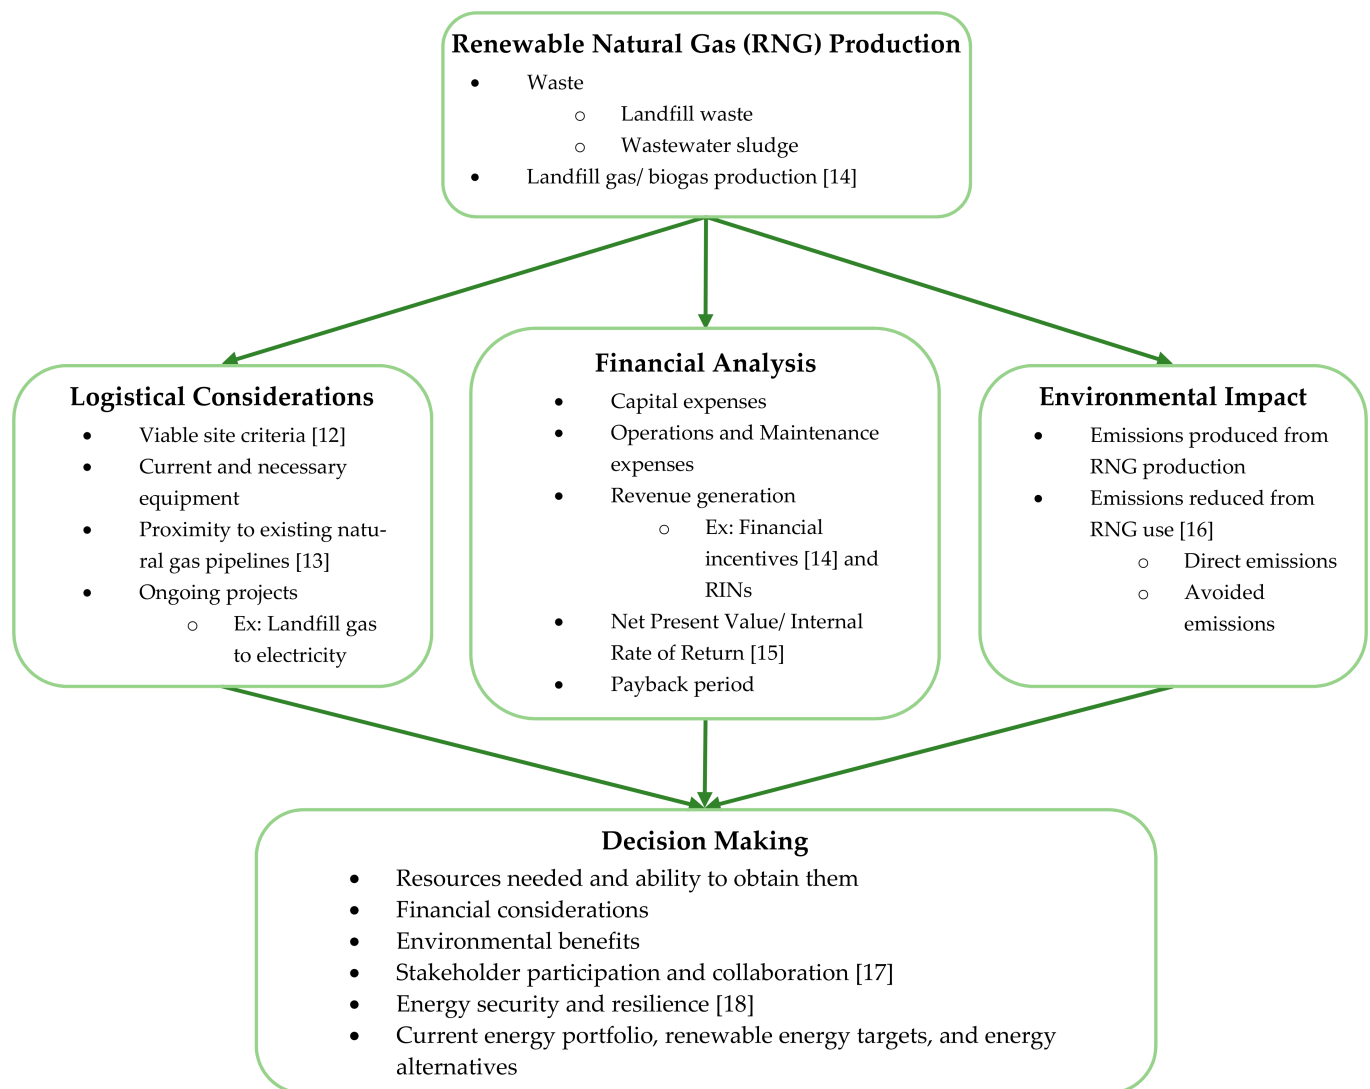 Renewable Natural Gas (RNG) Production
• Waste
o Landfill waste
o Wastewater sludge
• Landfill gas/ biogas production [14]
Logistical Considerations
• Viable site criteria [12]
• Current and necessary
equipment
• Proximity to existing natu-
ral gas pipelines [13]
• Ongoing projects
o Ex: Landfill gas
to electricity
Financial Analysis
• Capital expenses
• Operations and Maintenance
expenses
• Revenue generation
o Ex: Financial
incentives [14] and
RINs
• Net Present Value/ Internal
Rate of Return [15]
• Payback period
Environmental Impact
• Emissions produced from
RNG production
• Emissions reduced from
RNG use [16]
o Direct emissions
o Avoided
emissions
Decision Making
• Resources needed and ability to obtain them
• Financial considerations
• Environmental benefits
• Stakeholder participation and collaboration [17]
• Energy security and resilience [18]
• Current energy portfolio, renewable energy targets, and energy
alternatives